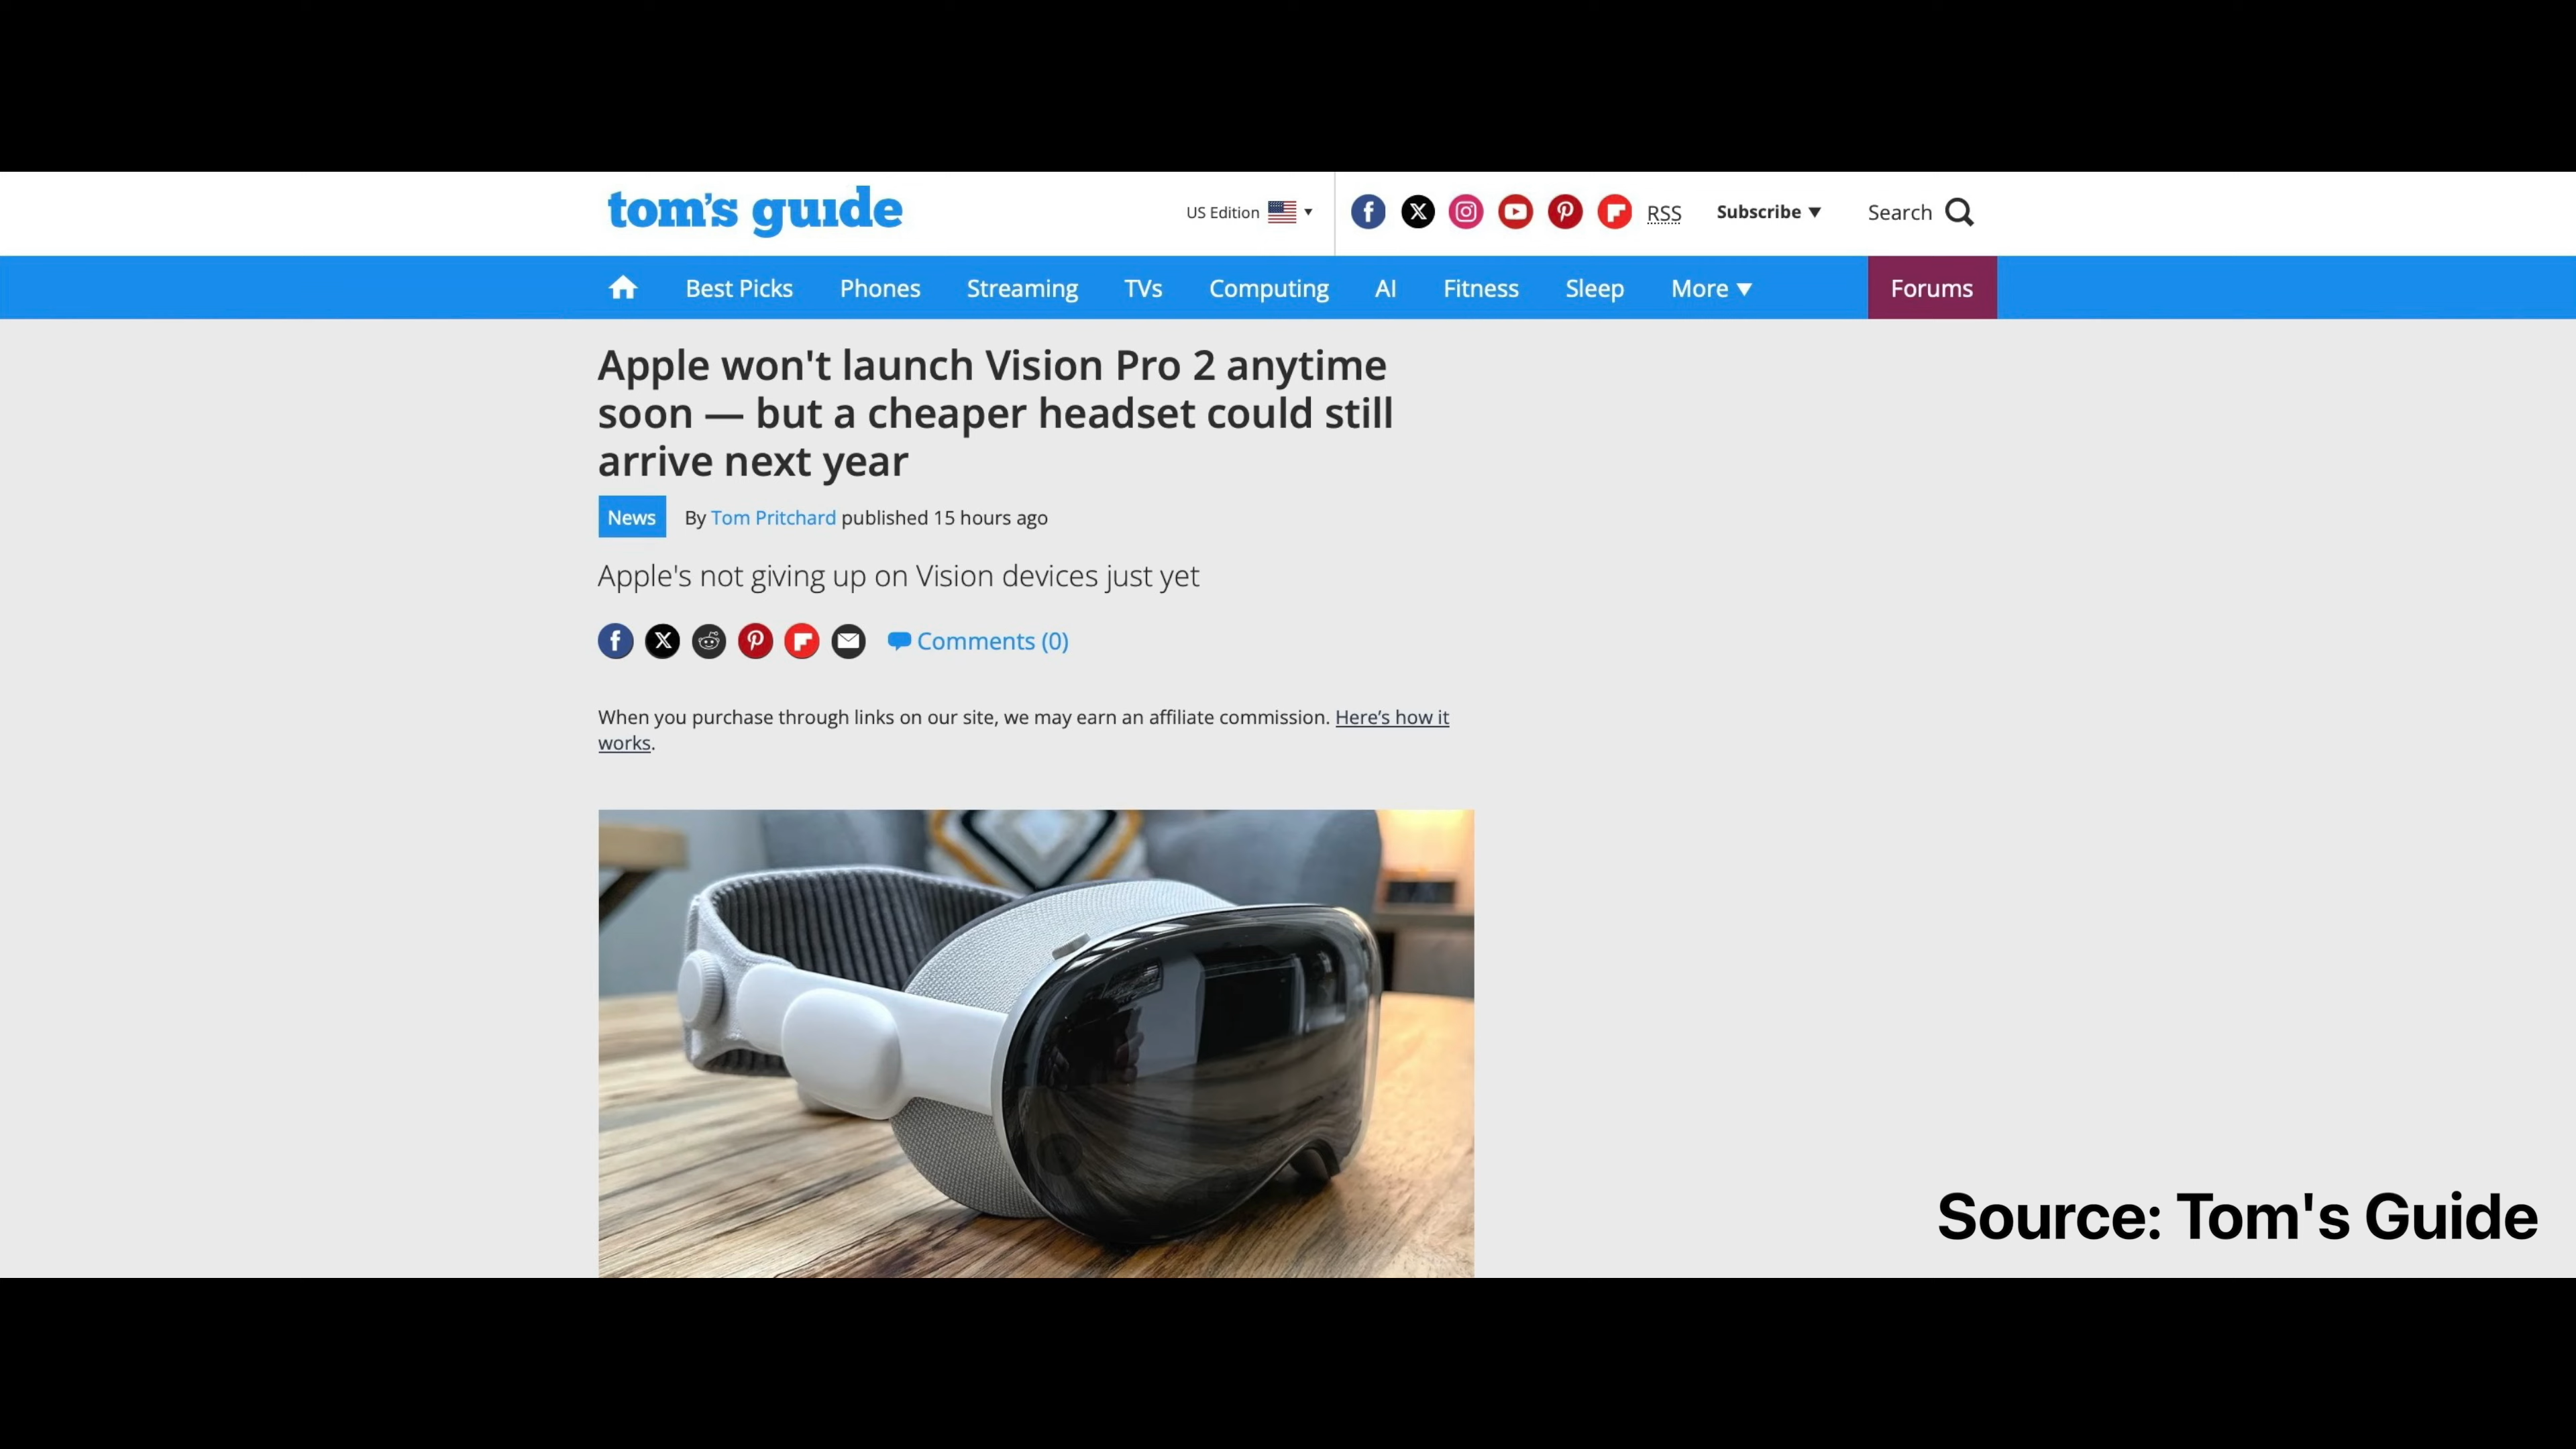 tom's guide
US Edition
RSS
Subscribe
Search
Best Picks
Phones
Streaming
TVs
Computing
AI
Fitness
Sleep
More
Forums
Apple won't launch Vision Pro 2 anytime
soon — but a cheaper headset could still
arrive next year
News
By Tom Pritchard published 15 hours ago
Apple's not giving up on Vision devices just yet
Comments (0)
When you purchase through links on our site, we may earn an affiliate commission. Here’s how it
works.
Source: Tom's Guide